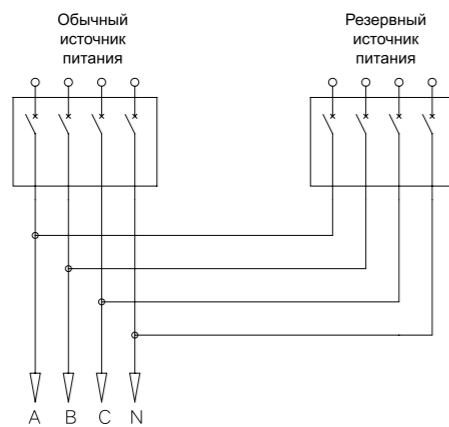 Обычный
источник
питания
Резервный
источник
питания
A B C N